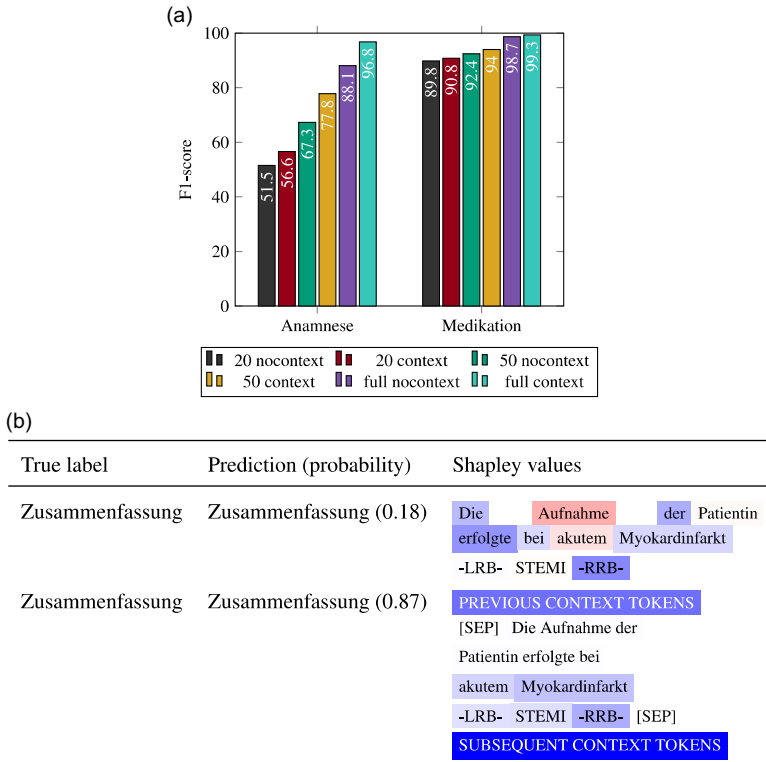 (a)
100
80
60
40
20
0
F1-score
51.5
56.6
67.3
77.8
88.1
96.8
89.8
90.8
92.4
94
98.7
99.3
Anamnese Medikation
20 nocontext 20 context 50 nocontext
50 context full nocontext full context
(b)
True label Prediction (probability) Shapley values
Zusammenfassung Zusammenfassung (0.18) Die Aufnahme der Patientin
erfolgte bei akutem Myokardinfarkt
-LRB- STEMI -RRB-
Zusammenfassung Zusammenfassung (0.87) PREVIOUS CONTEXT TOKENS
[SEP] Die Aufnahme der
Patientin erfolgte bei
akutem Myokardinfarkt
-LRB- STEMI -RRB- [SEP]
SUBSEQUENT CONTEXT TOKENS